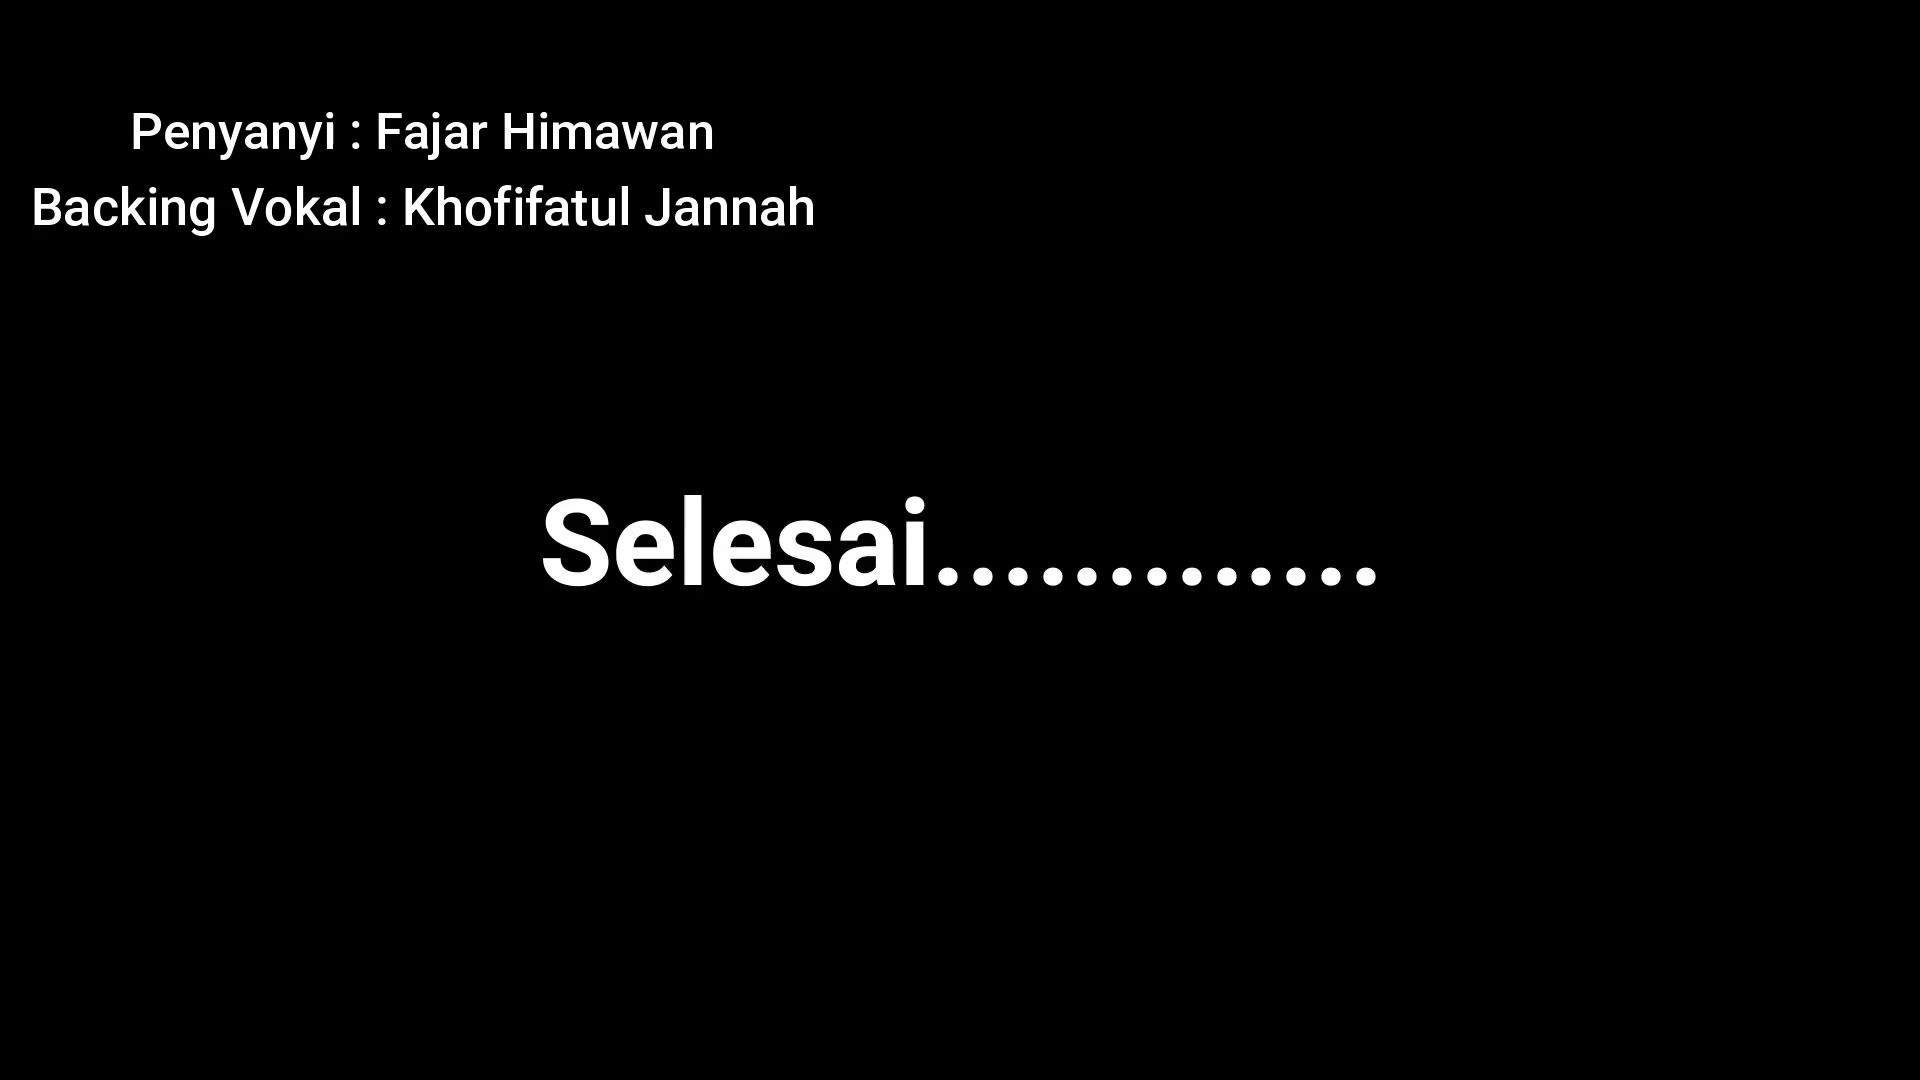 Penyanyi : Fajar Himawan
Backing Vokal : Khofifatul Jannah
Selesai.............